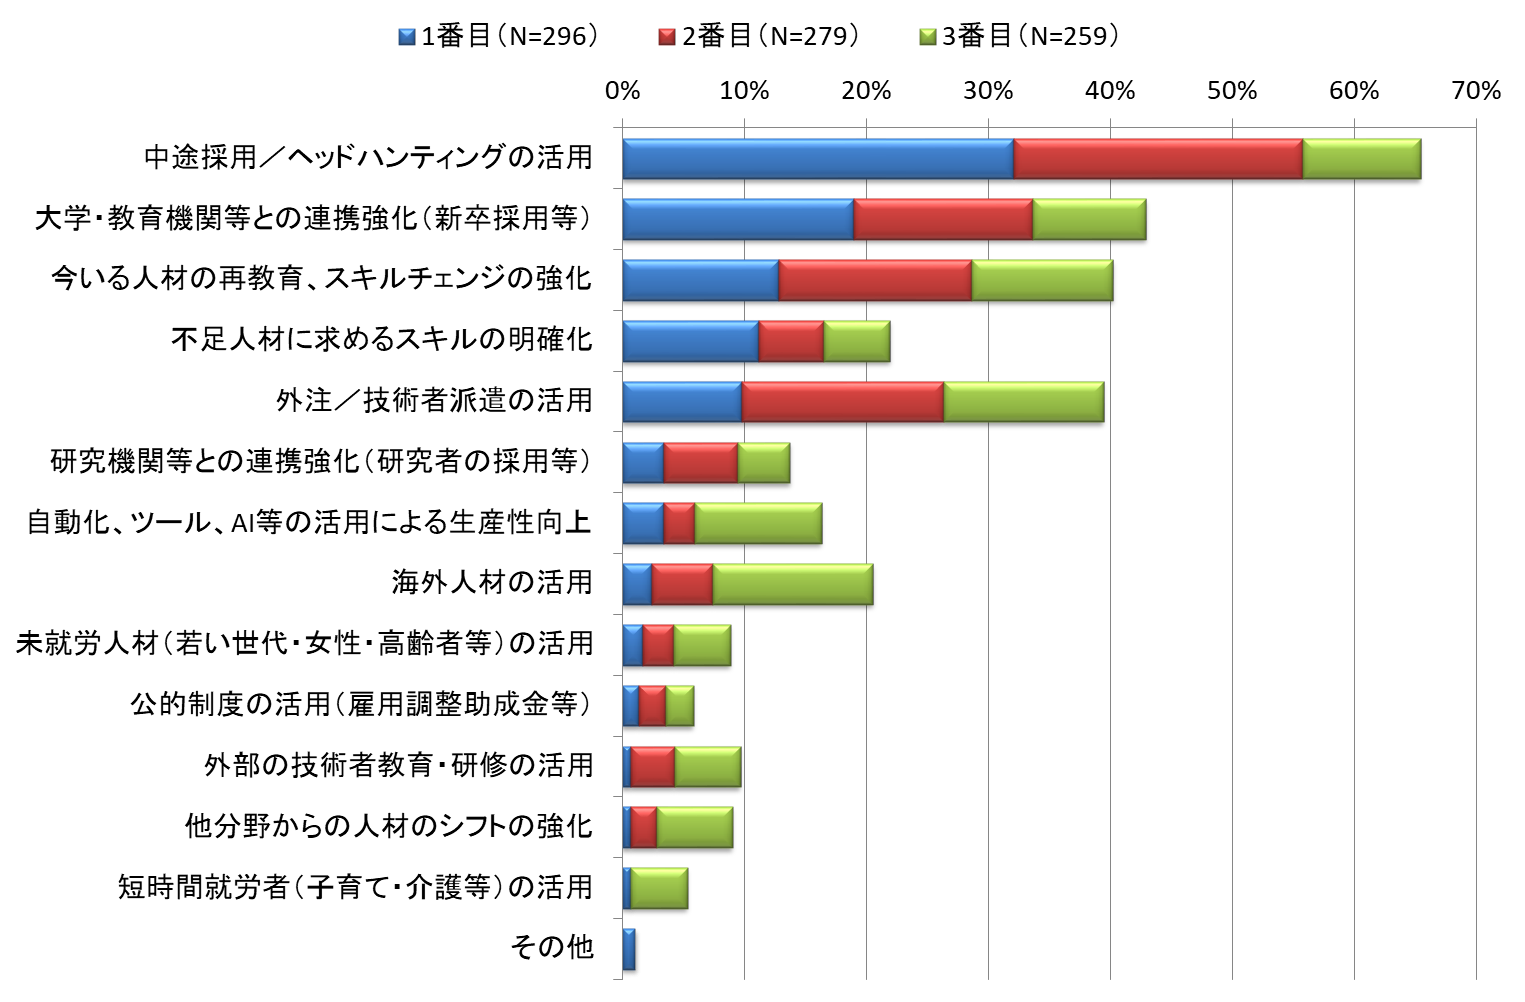 1番目(N=296) 2番目(N=279) 3番目(N=259)
0% 10% 20% 30% 40% 50% 60% 70%
中途採用／ヘッドハンティングの活用
大学・教育機関等との連携強化(新卒採用等)
今いる人材の再教育、スキルチェンジの強化
不足人材に求めるスキルの明確化
外注／技術者派遣の活用
研究機関等との連携強化(研究者の採用等)
自動化、ツール、AI等の活用による生産性向上
海外人材の活用
未就労人材(若い世代・女性・高齢者等)の活用
公的制度の活用(雇用調整助成金等)
外部の技術者教育・研修の活用
他分野からの人材のシフトの強化
短時間就労者(子育て・介護等)の活用
その他